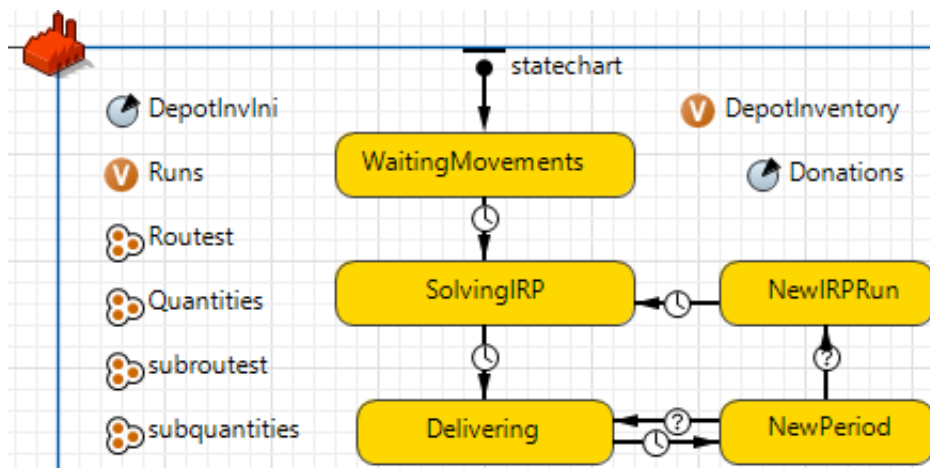 statechart
DepotInvIni
V DepotInventory
WaitingMovements
V Runs
Donations
Routest
SolvingIRP
NewIRPRun
Quantities
subroutest
?
Delivering
?
NewPeriod
subquantities